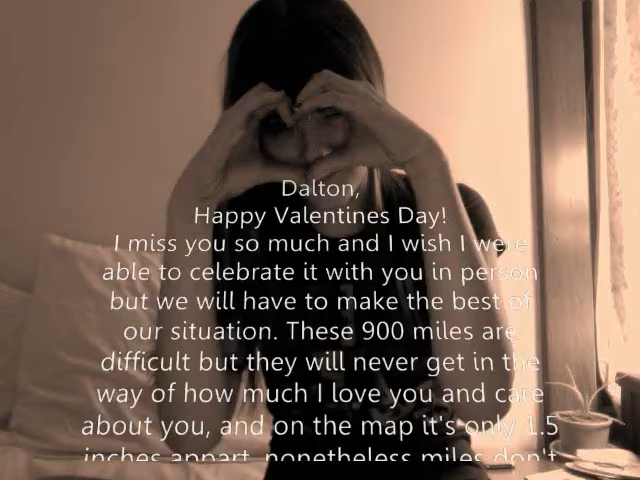 Dalton,
Happy Valentines Day!
I miss you so much and I wish I were
able to celebrate it with you in person
but we will have to make the best of
our situation. These 900 miles are
difficult but they will never get in the
way of how much I love you and care
about you, and on the map it's only 1.5
inches appart, nonetheless miles don't